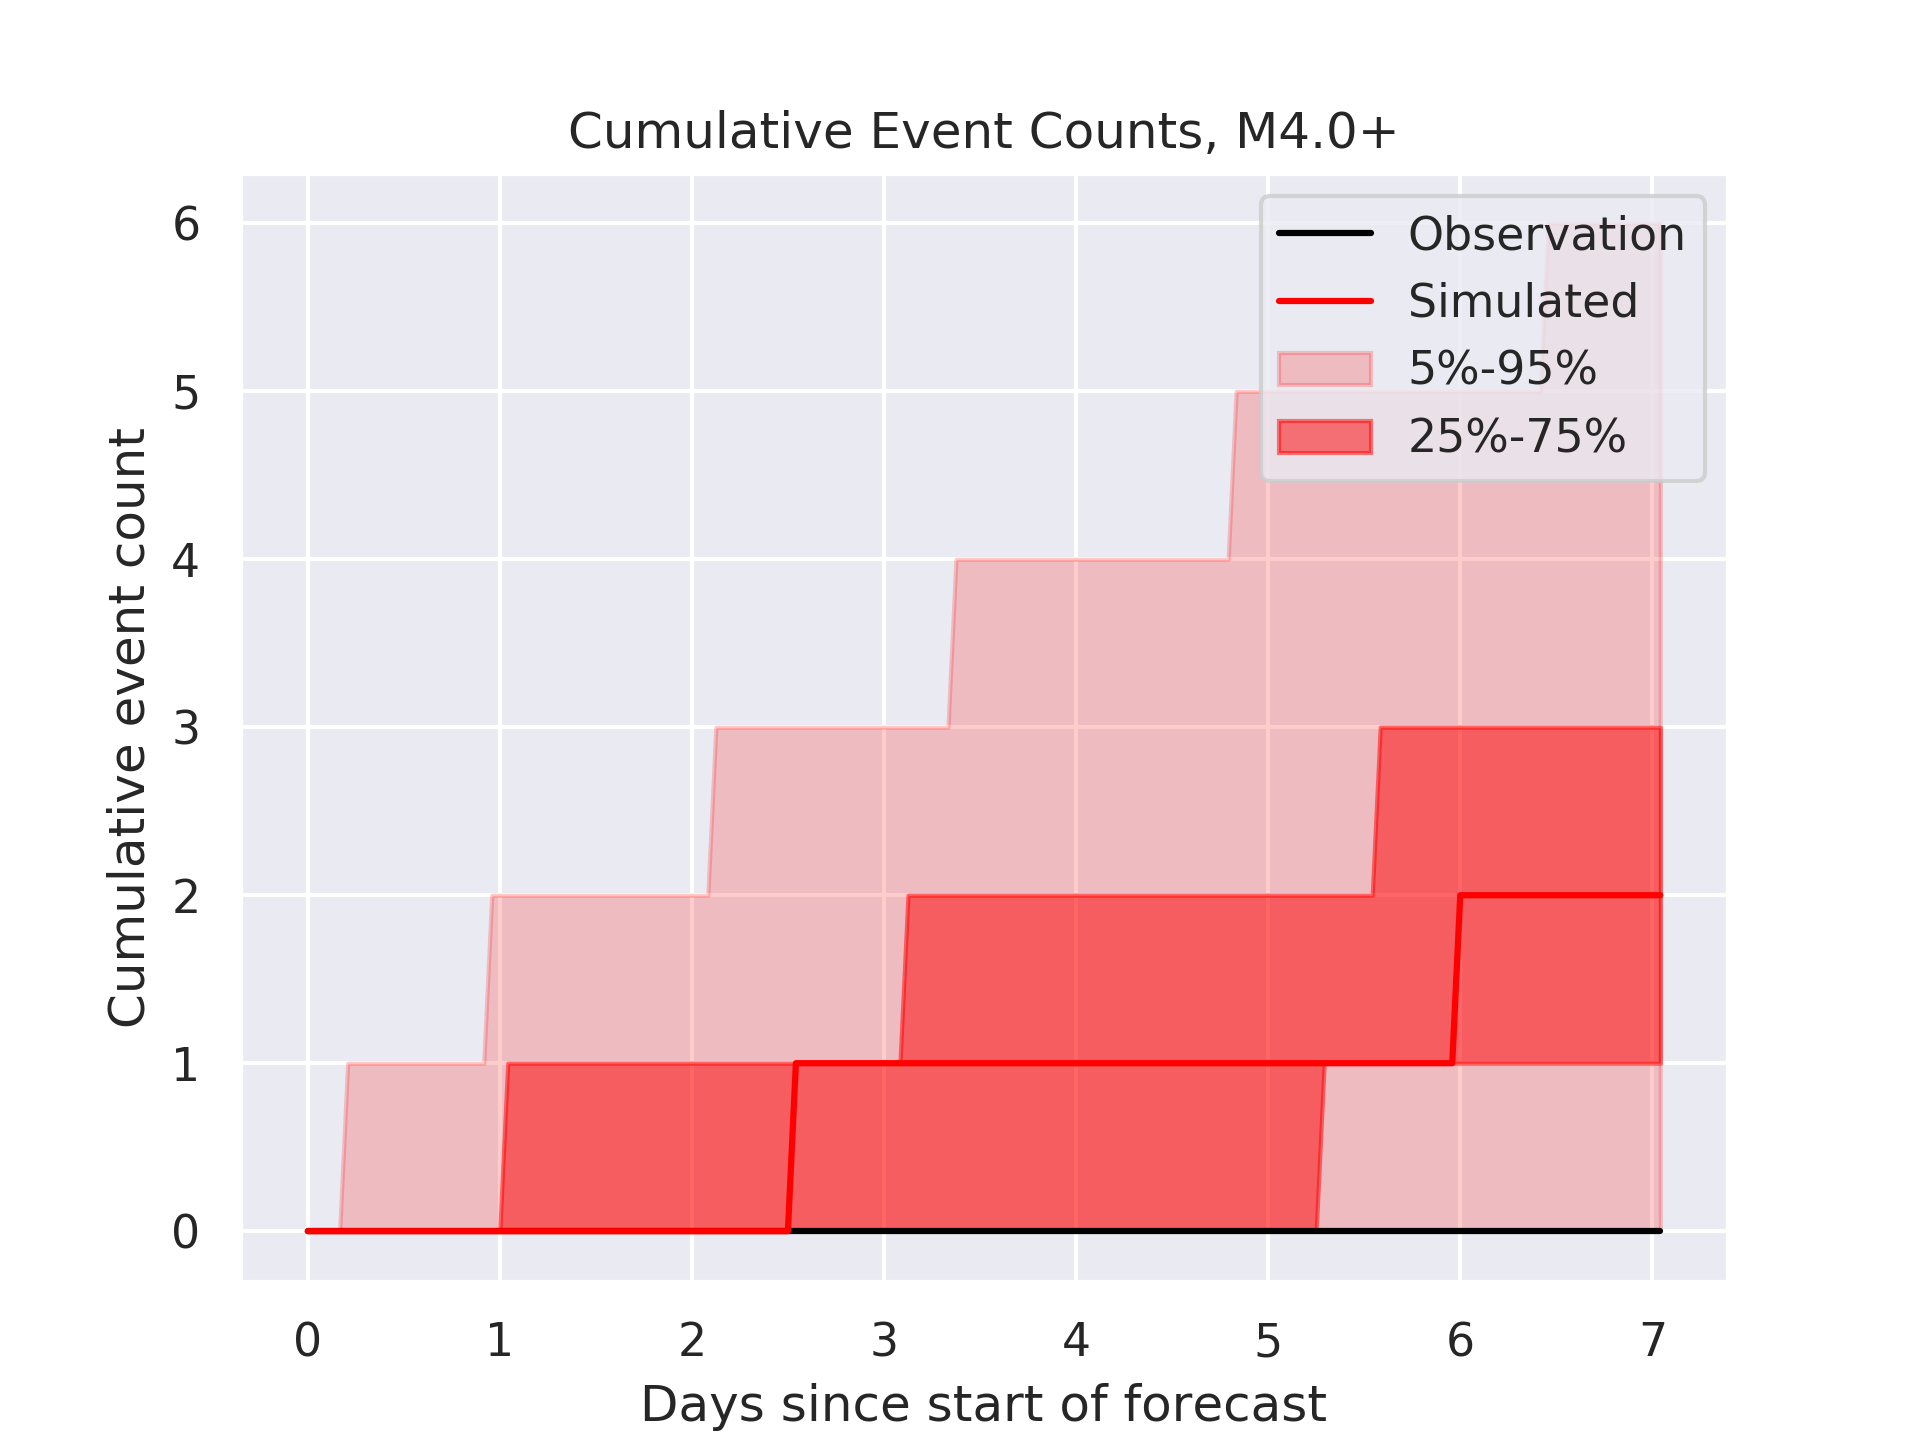 Cumulative Event Counts, M4.0+
Cumulative event count
6
5
4
3
2
1
0
Observation
Simulated
5%-95%
25%-75%
0 1 2 3 4 5 6 7
Days since start of forecast